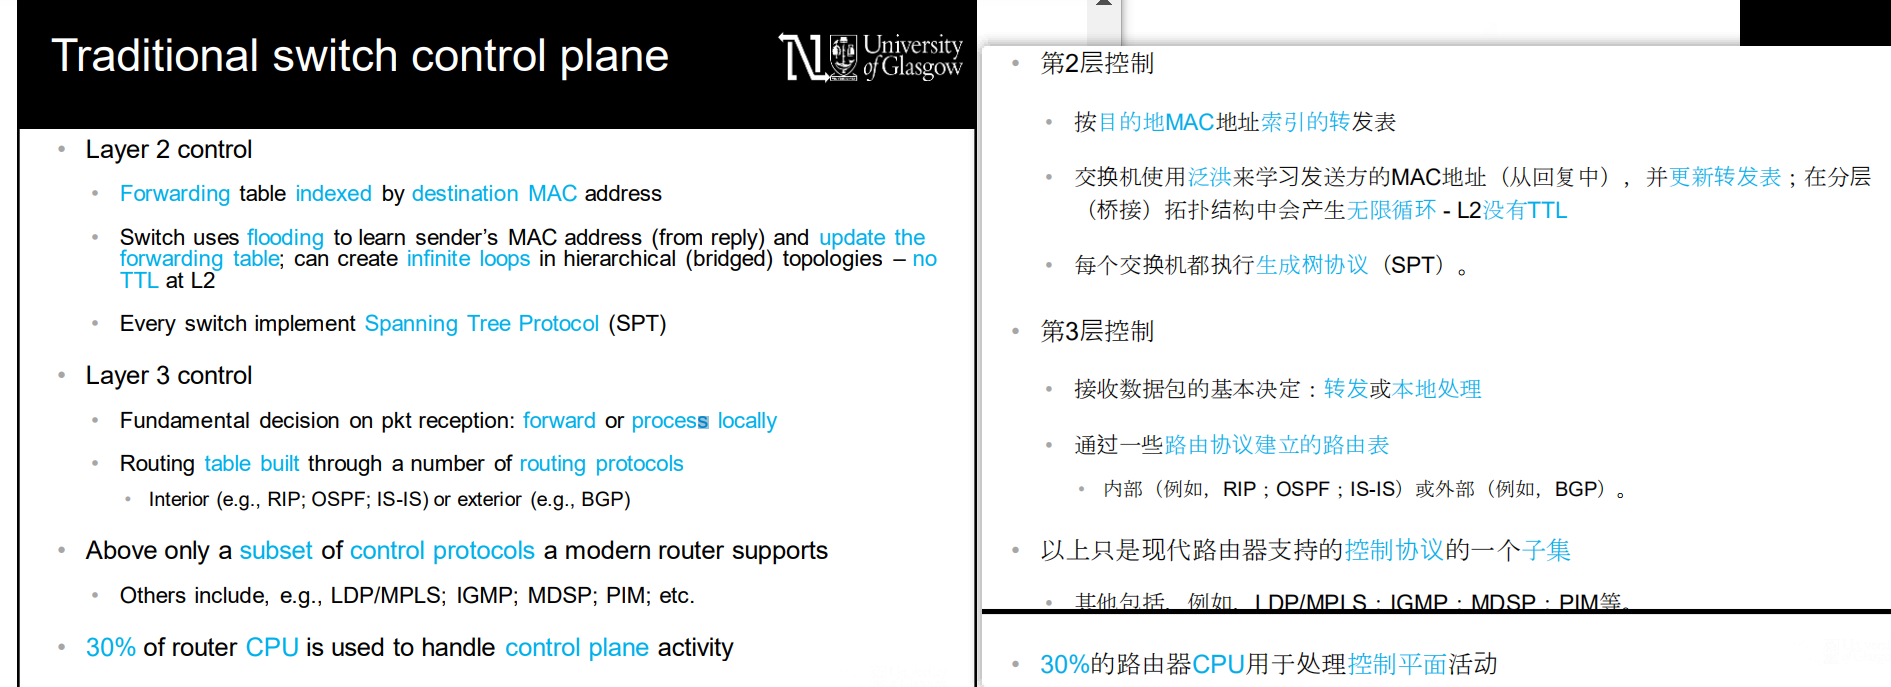 Traditional switch control plane
University
of Glasgow
• Layer 2 control
• Forwarding table indexed by destination MAC address
• Switch uses flooding to learn sender’s MAC address (from reply) and update the
forwarding table; can create infinite loops in hierarchical (bridged) topologies – no
TTL at L2
• Every switch implement Spanning Tree Protocol (SPT)
• Layer 3 control
• Fundamental decision on pkt reception: forward or process locally
• Routing table built through a number of routing protocols
• Interior (e.g., RIP; OSPF; IS-IS) or exterior (e.g., BGP)
• Above only a subset of control protocols a modern router supports
• Others include, e.g., LDP/MPLS; IGMP; MDSP; PIM; etc.
• 30% of router CPU is used to handle control plane activity
• 第2层控制
• 按目的地MAC地址索引的转发表
• 交换机使用泛洪来学习发送方的MAC地址（从回复中），并更新转发表；在分层
（桥接）拓扑结构中会产生无限循环 - L2没有TTL
• 每个交换机都执行生成树协议（SPT）。
• 第3层控制
• 接收数据包的基本决定：转发或本地处理
• 通过一些路由协议建立的路由表
• 内部（例如，RIP；OSPF；IS-IS）或外部（例如，BGP）。
• 以上只是现代路由器支持的控制协议的一个子集
• 其他包括，例如，LDP/MPLS；IGMP；MDSP；PIM等。
• 30%的路由器CPU用于处理控制平面活动